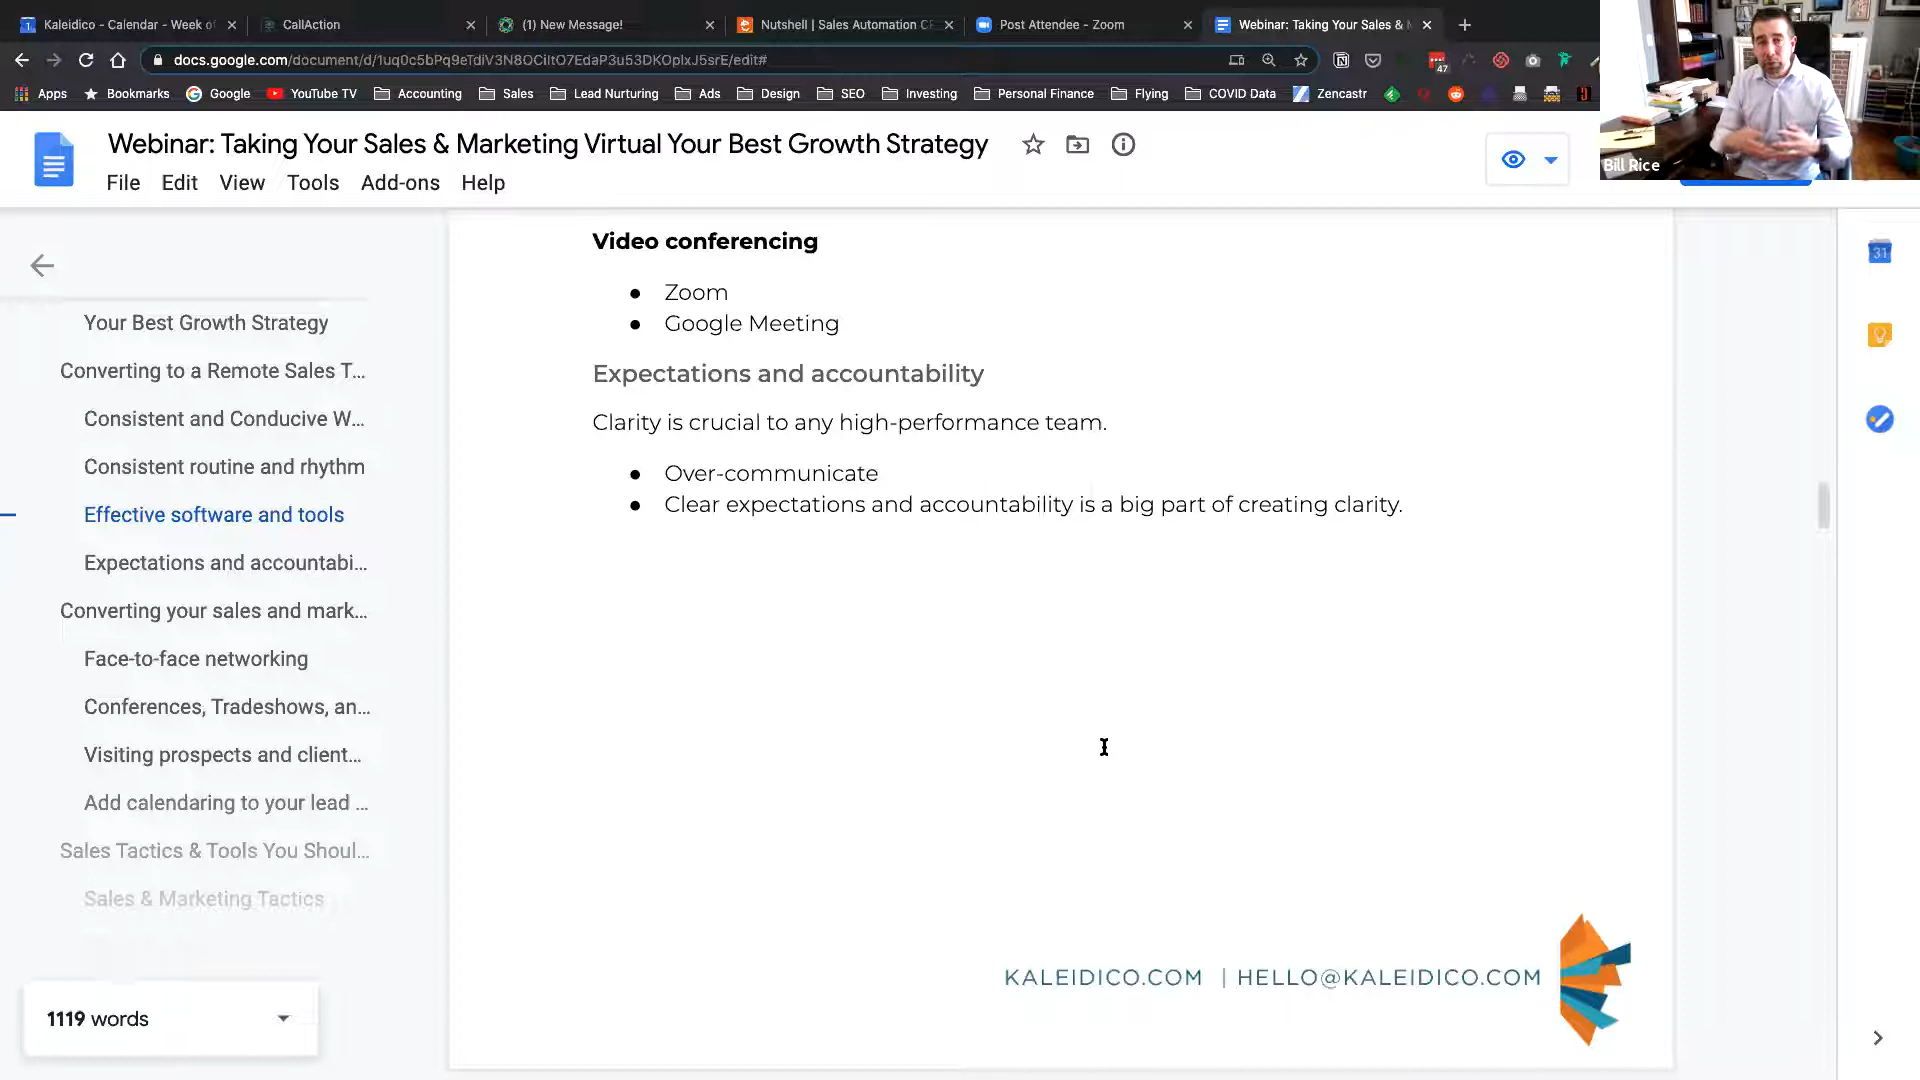 Kaleidico - Calendar - Week of
CallAction
(1) New Message!
Nutshell | Sales Automation C
Post Attendee - Zoom
Webinar: Taking Your Sales &
docs.google.com/document/d/1uq0c5bPq9eTdiV3N8OCiItO7EdaP3u53DKOplxJ5srE/edit#
47
Apps
Bookmarks
Google
YouTube TV
Accounting
Sales
Lead Nurturing
Ads
Design
SEO
Investing
Personal Finance
Flying
COVID Data
Zencastr
Bill Rice
Webinar: Taking Your Sales & Marketing Virtual Your Best Growth Strategy
File Edit View Tools Add-ons Help
Your Best Growth Strategy
Converting to a Remote Sales T...
Consistent and Conducive W...
Consistent routine and rhythm
Effective software and tools
Expectations and accountabi...
Converting your sales and mark...
Face-to-face networking
Conferences, Tradeshows, an...
Visiting prospects and client...
Add calendaring to your lead ...
Sales Tactics & Tools You Shoul...
Sales & Marketing Tactics
1119 words
Video conferencing
● Zoom
● Google Meeting
Expectations and accountability
Clarity is crucial to any high-performance team.
● Over-communicate
● Clear expectations and accountability is a big part of creating clarity.
KALEIDICO.COM | HELLO@KALEIDICO.COM
31